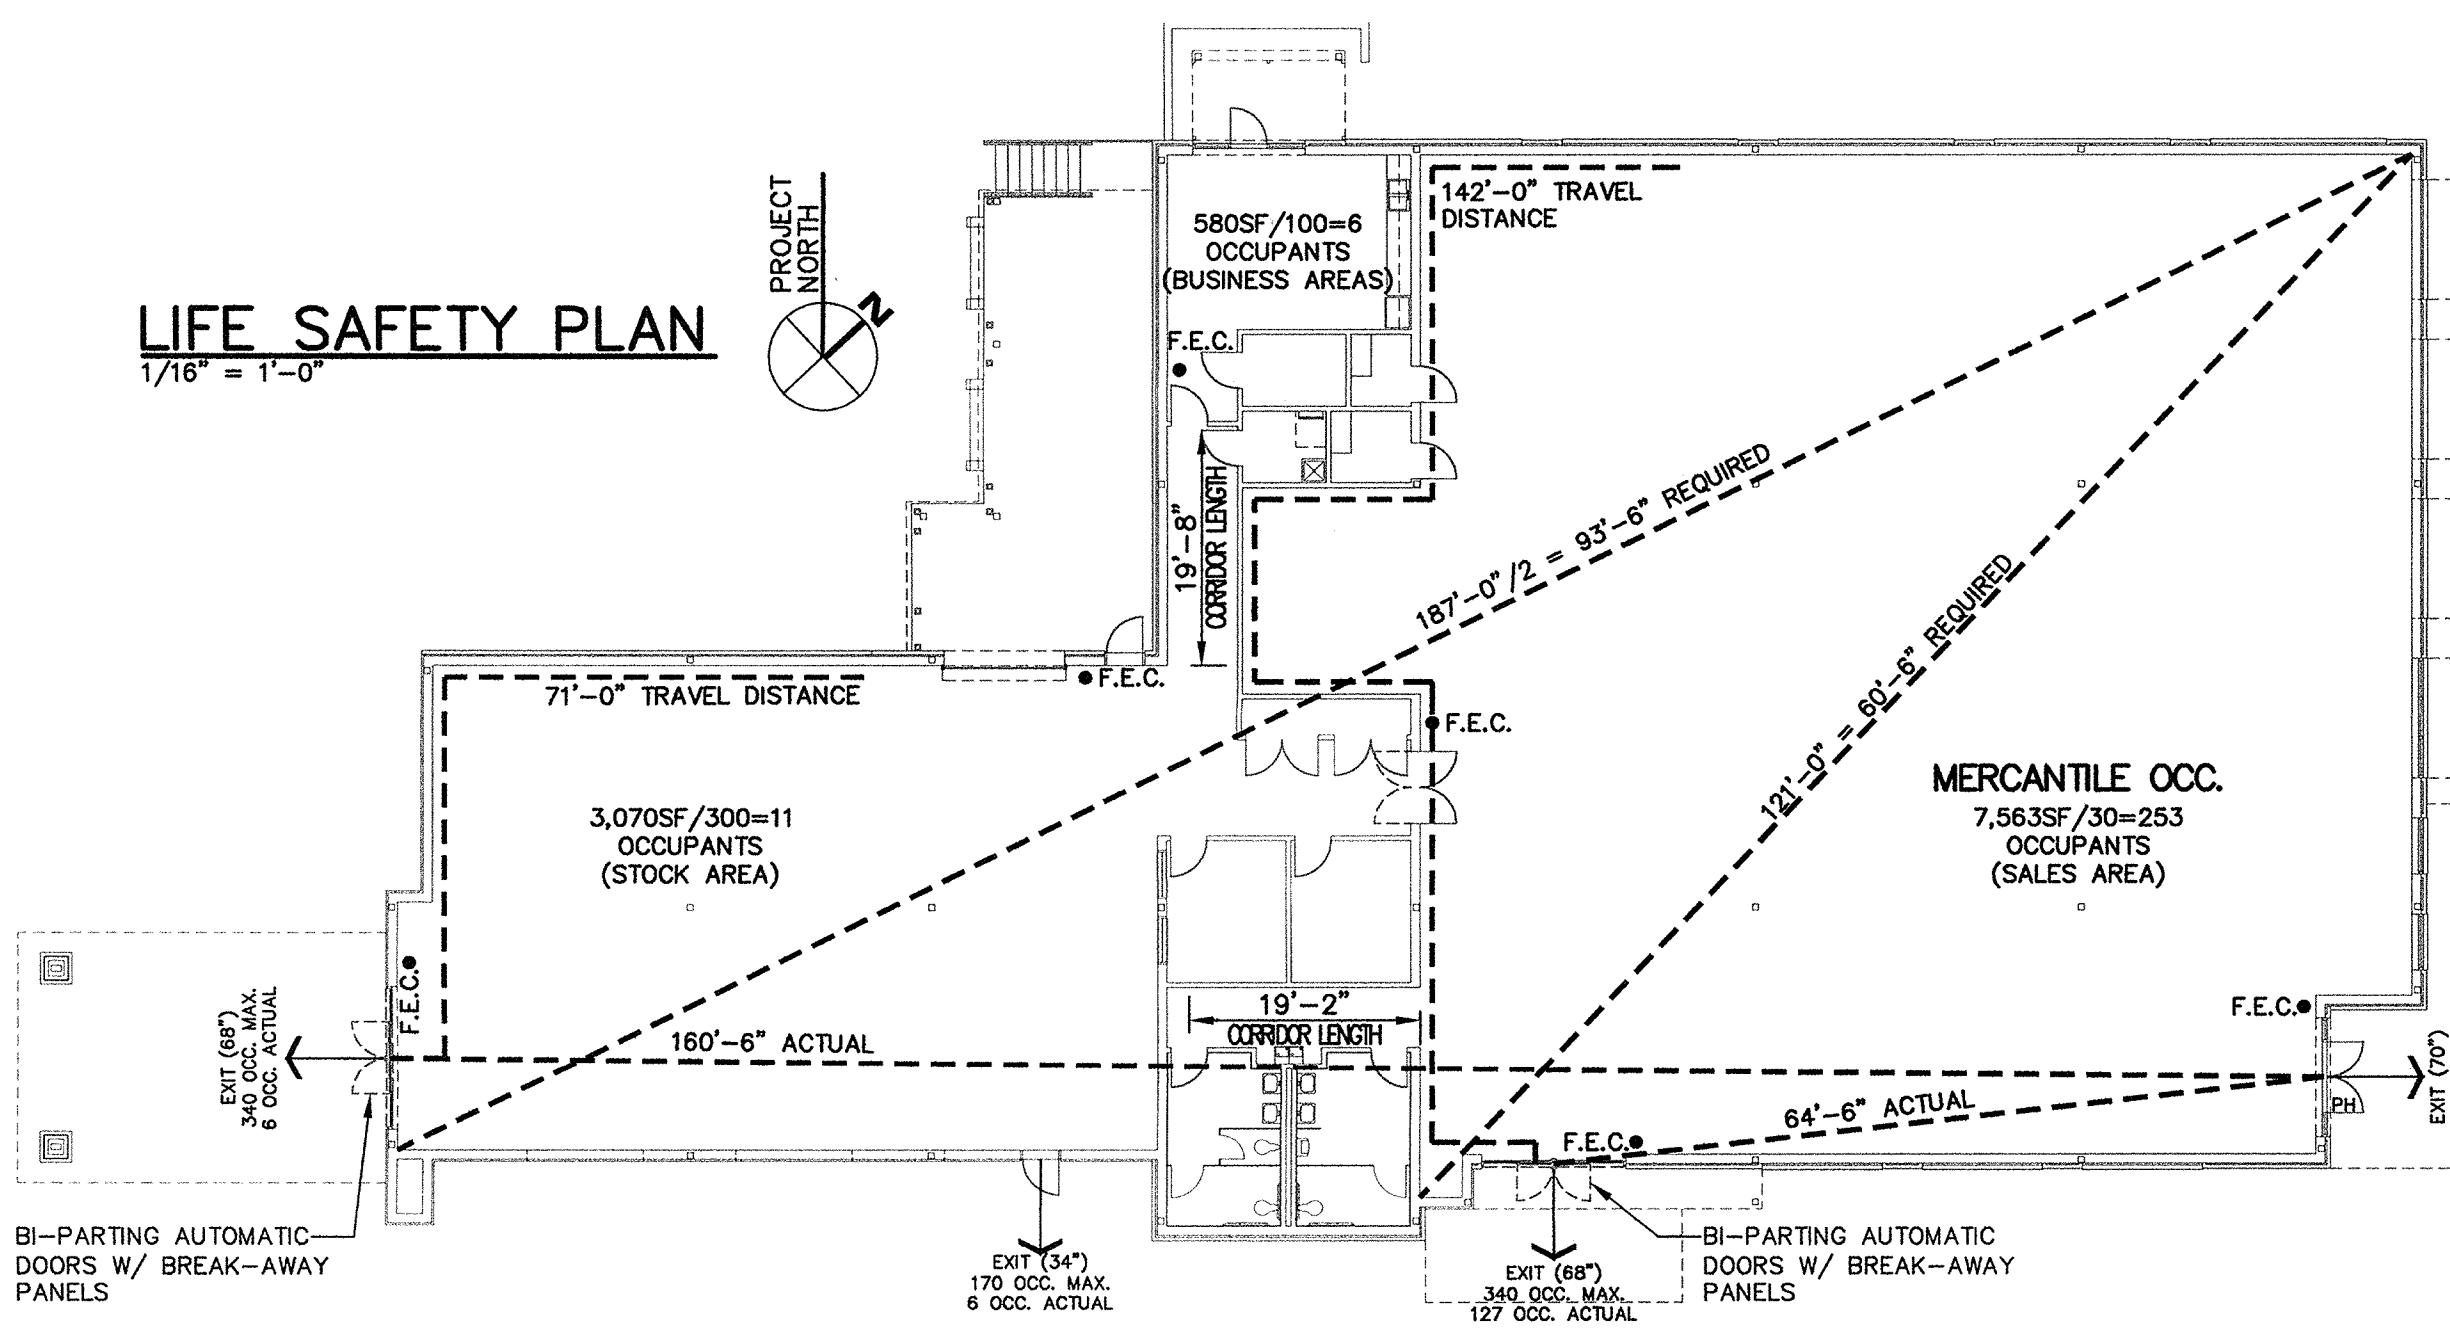 LIFE SAFETY PLAN
1/16" = 1'-0"
PROJECT
NORTH
N
580SF/100=6
OCCUPANTS
(BUSINESS AREAS)
F.E.C.
19'-8"
CORRIDOR LENGTH
142'-0" TRAVEL
DISTANCE
187'-0"/2 = 93'-6" REQUIRED
121'-0" = 60'-6" REQUIRED
71'-0" TRAVEL DISTANCE
F.E.C.
F.E.C.
MERCANTILE OCC.
7,563SF/30=253
OCCUPANTS
(SALES AREA)
3,070SF/300=11
OCCUPANTS
(STOCK AREA)
F.E.C.
EXIT (68")
340 OCC. MAX.
6 OCC. ACTUAL
160'-6" ACTUAL
19'-2"
CORRIDOR LENGTH
F.E.C.
64'-6" ACTUAL
F.E.C.
PH
EXIT (70")
BI-PARTING AUTOMATIC
DOORS W/ BREAK-AWAY
PANELS
EXIT (34")
170 OCC. MAX.
6 OCC. ACTUAL
EXIT (68")
340 OCC. MAX.
127 OCC. ACTUAL
BI-PARTING AUTOMATIC
DOORS W/ BREAK-AWAY
PANELS